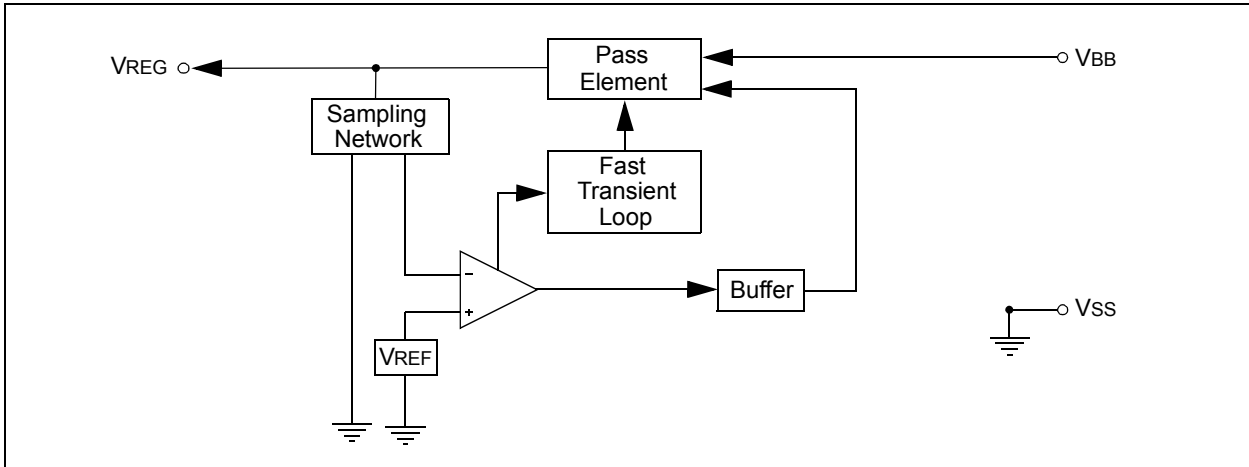 VREG
Pass
Element
VBB
Sampling
Network
Fast
Transient
Loop
−
+
Buffer
VREF
VSS